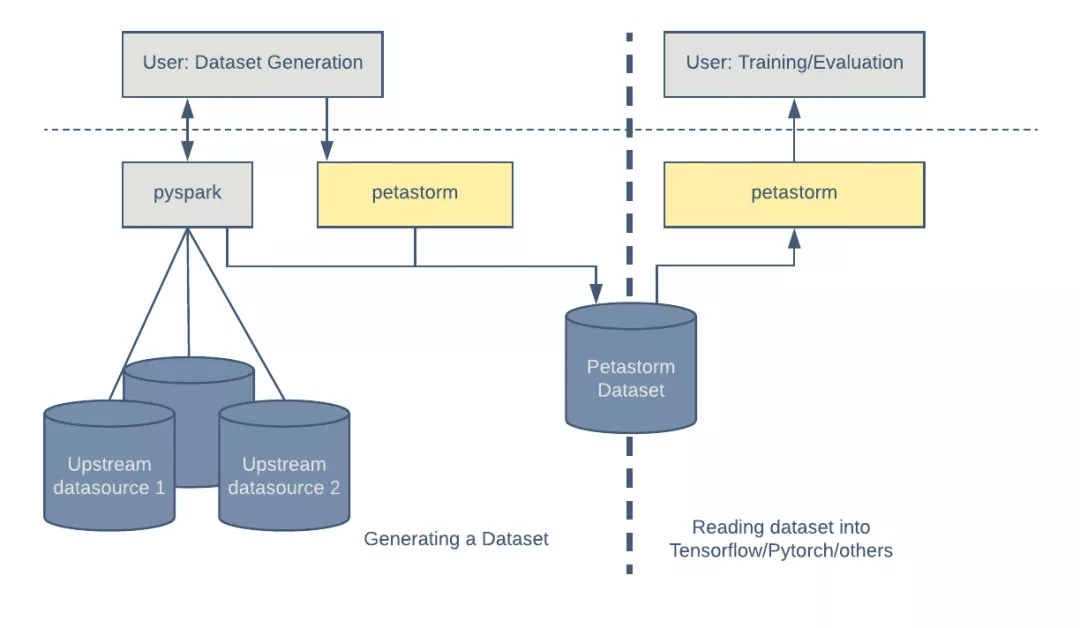 User: Dataset Generation
User: Training/Evaluation
pyspark
petastorm
petastorm
Petastorm
Dataset
Upstream
datasource 1
Upstream
datasource 2
Generating a Dataset
Reading dataset into
Tensorflow/Pytorch/others